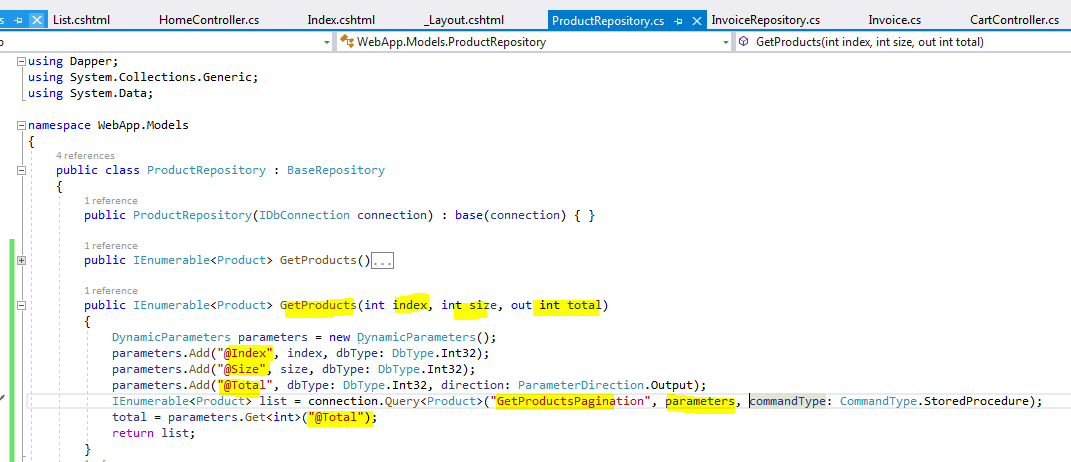 s List.cshtml HomeController.cs Index.cshtml _Layout.cshtml ProductRepository.cs InvoiceRepository.cs Invoice.cs CartController.cs
WebApp.Models.ProductRepository GetProducts(int index, int size, out int total)
using Dapper;
using System.Collections.Generic;
using System.Data;
namespace WebApp.Models
{
4 references
public class ProductRepository : BaseRepository
{
1 reference
public ProductRepository(IDbConnection connection) : base(connection) { }
1 reference
public IEnumerable<Product> GetProducts()...
1 reference
public IEnumerable<Product> GetProducts(int index, int size, out int total)
{
DynamicParameters parameters = new DynamicParameters();
parameters.Add("@Index", index, dbType: DbType.Int32);
parameters.Add("@Size", size, dbType: DbType.Int32);
parameters.Add("@Total", dbType: DbType.Int32, direction: ParameterDirection.Output);
IEnumerable<Product> list = connection.Query<Product>("GetProductsPagination", parameters, commandType: CommandType.StoredProcedure);
total = parameters.Get<int>("@Total");
return list;
}